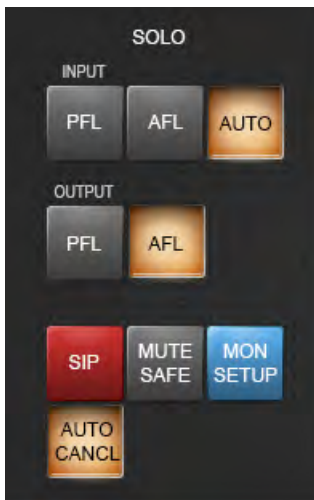 SOLO
INPUT
PFL AFL AUTO
OUTPUT
PFL AFL
SIP MUTE SAFE MON SETUP
AUTO CANCL